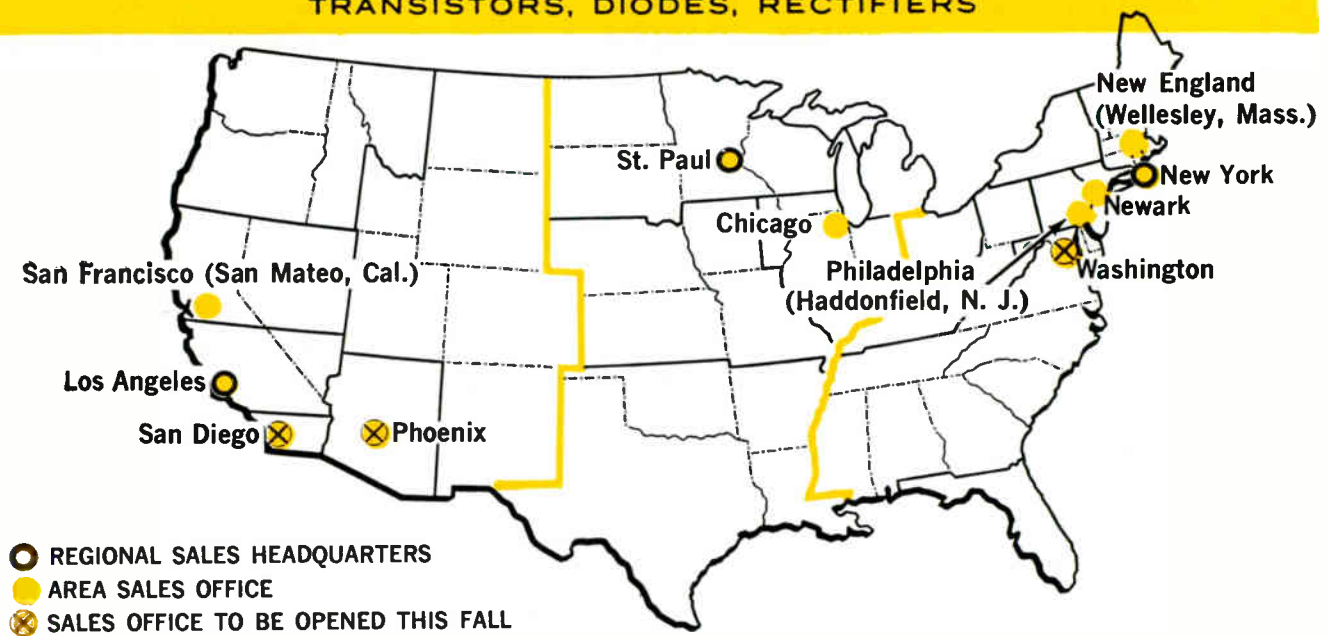 TRANSISTORS, DIODES, RECTIFIERS
New England
(Wellesley, Mass.)
St. Paul
New York
Newark
Chicago
Philadelphia
(Haddonfield, N. J.)
Washington
San Francisco (San Mateo, Cal.)
Los Angeles
San Diego
Phoenix
REGIONAL SALES HEADQUARTERS
AREA SALES OFFICE
SALES OFFICE TO BE OPENED THIS FALL